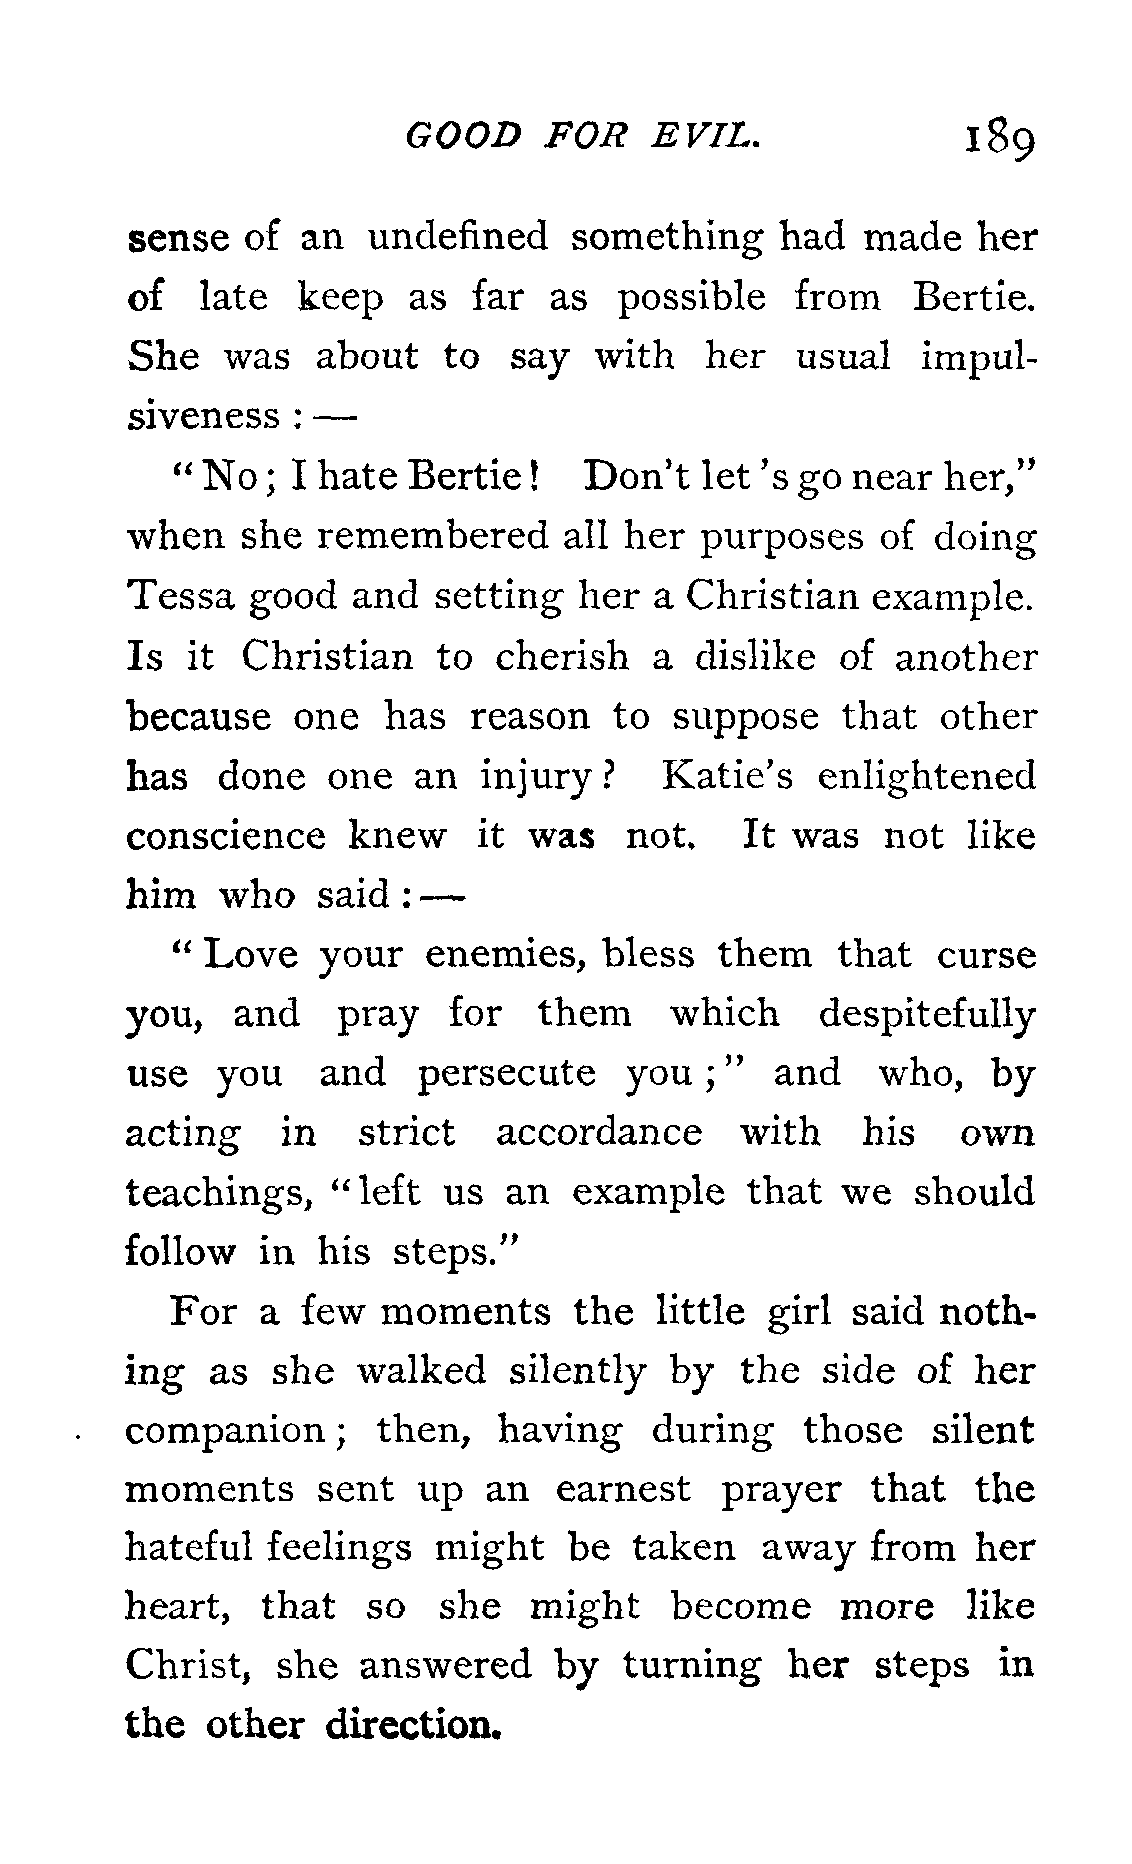 GOOD FOR EVIL. 189
sense of an undefined something had made her
of late keep as far as possible from Bertie.
She was about to say with her usual impul-
siveness : —
“ No ; I hate Bertie ! Don’t let ’s go near her,”
when she remembered all her purposes of doing
Tessa good and setting her a Christian example.
Is it Christian to cherish a dislike of another
because one has reason to suppose that other
has done one an injury ? Katie’s enlightened
conscience knew it was not. It was not like
him who said : —
“ Love your enemies, bless them that curse
you, and pray for them which despitefully
use you and persecute you ; ” and who, by
acting in strict accordance with his own
teachings, “ left us an example that we should
follow in his steps.”
For a few moments the little girl said noth-
ing as she walked silently by the side of her
companion ; then, having during those silent
moments sent up an earnest prayer that the
hateful feelings might be taken away from her
heart, that so she might become more like
Christ, she answered by turning her steps in
the other direction.